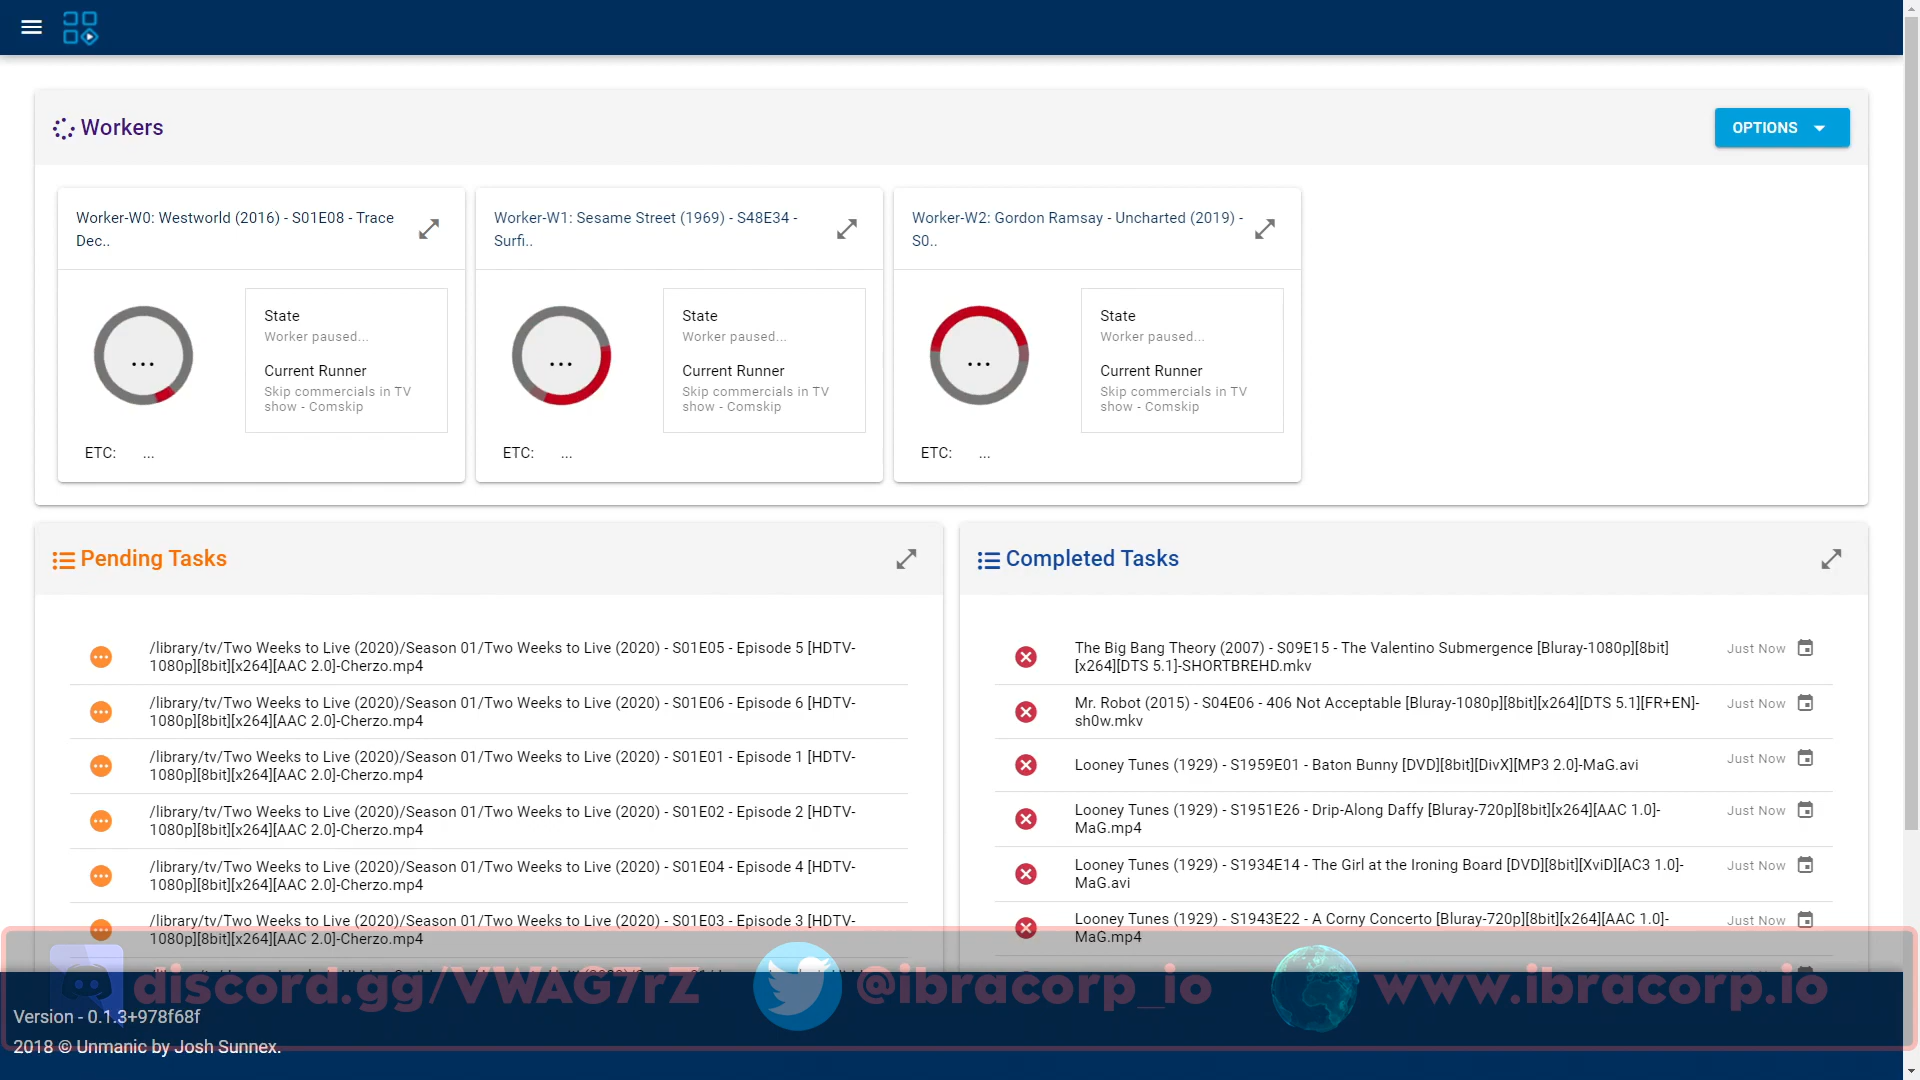 Workers
OPTIONS
Worker-W0: Westworld (2016) - S01E08 - Trace
Dec..
State
Worker paused...
Current Runner
Skip commercials in TV
show - Comskip
...
ETC: ...
Worker-W1: Sesame Street (1969) - S48E34 -
Surfi..
State
Worker paused...
Current Runner
Skip commercials in TV
show - Comskip
...
ETC: ...
Worker-W2: Gordon Ramsay - Uncharted (2019) -
S0..
State
Worker paused...
Current Runner
Skip commercials in TV
show - Comskip
...
ETC: ...
Pending Tasks
/library/tv/Two Weeks to Live (2020)/Season 01/Two Weeks to Live (2020) - S01E05 - Episode 5 [HDTV-
1080p][8bit][x264][AAC 2.0]-Cherzo.mp4
/library/tv/Two Weeks to Live (2020)/Season 01/Two Weeks to Live (2020) - S01E06 - Episode 6 [HDTV-
1080p][8bit][x264][AAC 2.0]-Cherzo.mp4
/library/tv/Two Weeks to Live (2020)/Season 01/Two Weeks to Live (2020) - S01E01 - Episode 1 [HDTV-
1080p][8bit][x264][AAC 2.0]-Cherzo.mp4
/library/tv/Two Weeks to Live (2020)/Season 01/Two Weeks to Live (2020) - S01E02 - Episode 2 [HDTV-
1080p][8bit][x264][AAC 2.0]-Cherzo.mp4
/library/tv/Two Weeks to Live (2020)/Season 01/Two Weeks to Live (2020) - S01E04 - Episode 4 [HDTV-
1080p][8bit][x264][AAC 2.0]-Cherzo.mp4
/library/tv/Two Weeks to Live (2020)/Season 01/Two Weeks to Live (2020) - S01E03 - Episode 3 [HDTV-
1080p][8bit][x264][AAC 2.0]-Cherzo.mp4
Completed Tasks
The Big Bang Theory (2007) - S09E15 - The Valentino Submergence [Bluray-1080p][8bit]
[x264][DTS 5.1]-SHORTBREHD.mkv
Just Now
Mr. Robot (2015) - S04E06 - 406 Not Acceptable [Bluray-1080p][8bit][x264][DTS 5.1][FR+EN]-
sh0w.mkv
Just Now
Looney Tunes (1929) - S1959E01 - Baton Bunny [DVD][8bit][DivX][MP3 2.0]-MaG.avi
Just Now
Looney Tunes (1929) - S1951E26 - Drip-Along Daffy [Bluray-720p][8bit][x264][AAC 1.0]-
MaG.mp4
Just Now
Looney Tunes (1929) - S1934E14 - The Girl at the Ironing Board [DVD][8bit][XviD][AC3 1.0]-
MaG.avi
Just Now
Looney Tunes (1929) - S1943E22 - A Corny Concerto [Bluray-720p][8bit][x264][AAC 1.0]-
MaG.mp4
Just Now
discord.gg/VWAG7rZ
@ibracorp_io
www.ibracorp.io
Version - 0.1.3+978f68f
2018 © Unmanic by Josh Sunnex.